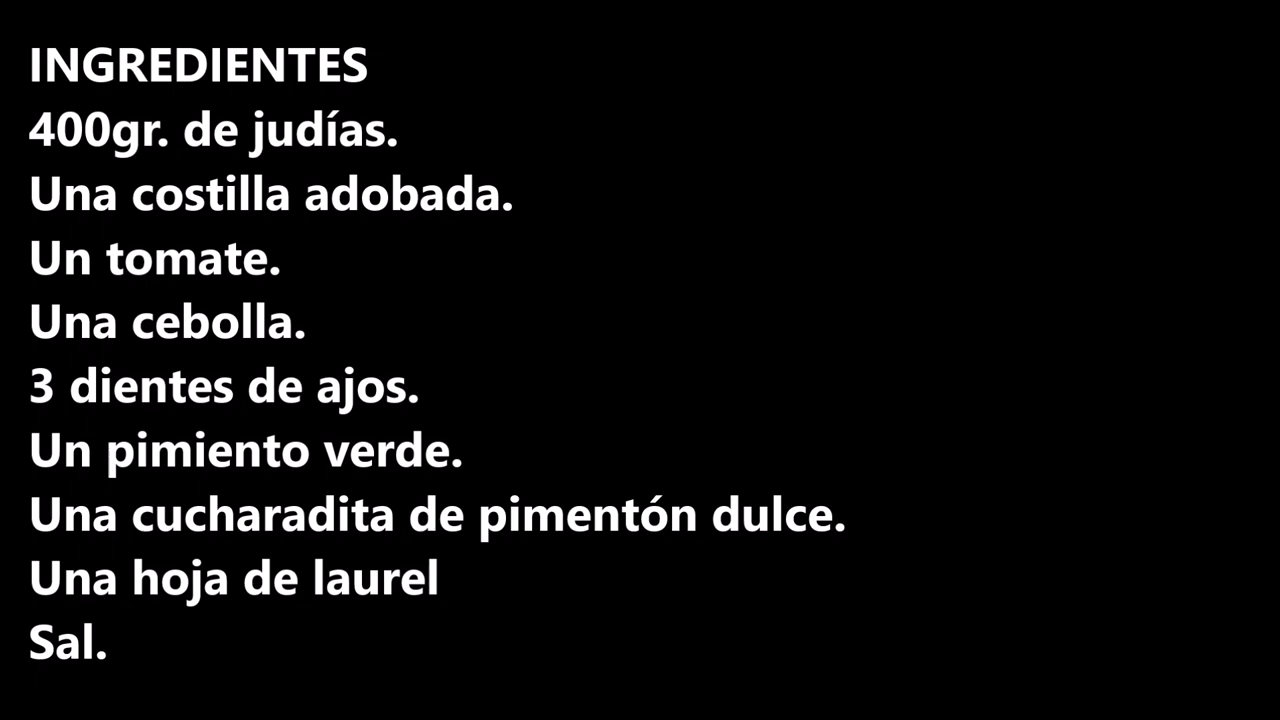 INGREDIENTES
400gr. de judías.
Una costilla adobada.
Un tomate.
Una cebolla.
3 dientes de ajos.
Un pimiento verde.
Una cucharadita de pimentón dulce.
Una hoja de laurel
Sal.